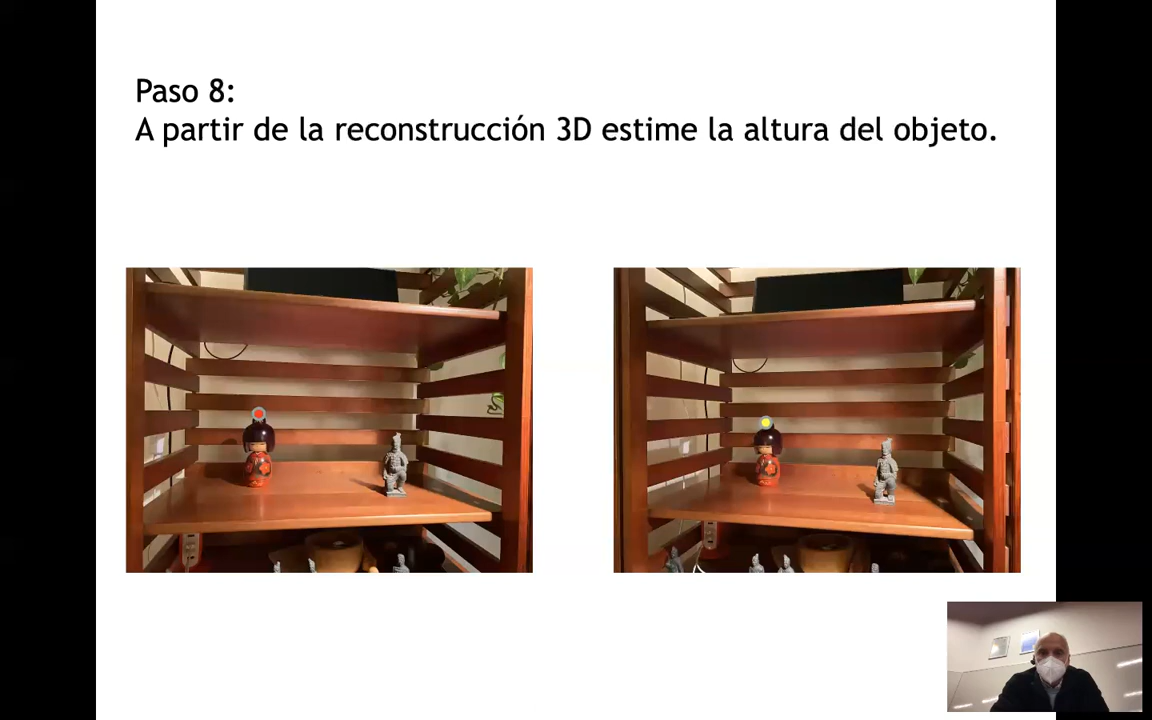 Paso 8:
A partir de la reconstrucción 3D estime la altura del objeto.